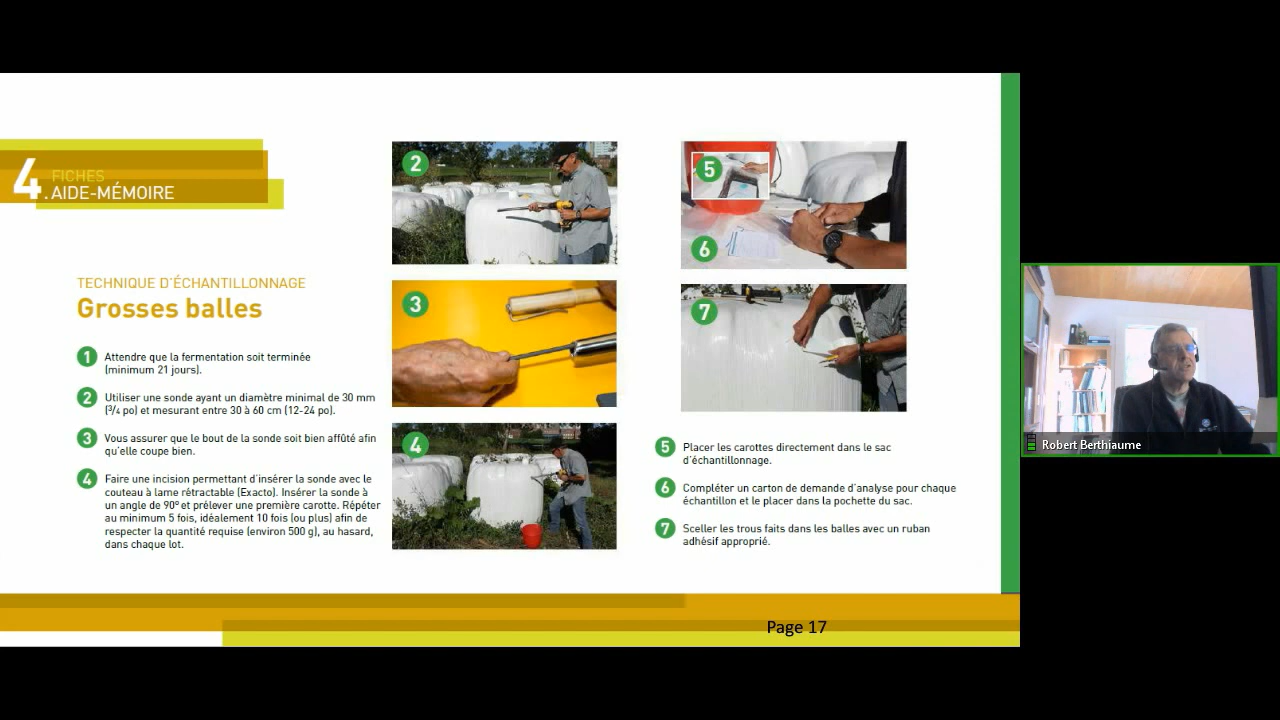 4. FICHES
AIDE-MÉMOIRE
TECHNIQUE D'ÉCHANTILLONNAGE
Grosses balles
1 Attendre que la fermentation soit terminée
(minimum 21 jours).
2 Utiliser une sonde ayant un diamètre minimal de 30 mm
(3/4 po) et mesurant entre 30 à 60 cm (12-24 po).
3 Vous assurer que le bout de la sonde soit bien affûté afin
qu'elle coupe bien.
4 Faire une incision permettant d'insérer la sonde avec le
couteau à lame rétractable (Exacto). Insérer la sonde à
un angle de 90° et prélever une première carotte. Répéter
au minimum 5 fois, idéalement 10 fois (ou plus) afin de
respecter la quantité requise (environ 500 g), au hasard,
dans chaque lot.
2
3
4
5
6
7
5 Placer les carottes directement dans le sac
d'échantillonnage.
6 Compléter un carton de demande d'analyse pour chaque
échantillon et le placer dans la pochette du sac.
7 Sceller les trous faits dans les balles avec un ruban
adhésif approprié.
Page 17
Robert Berthiaume